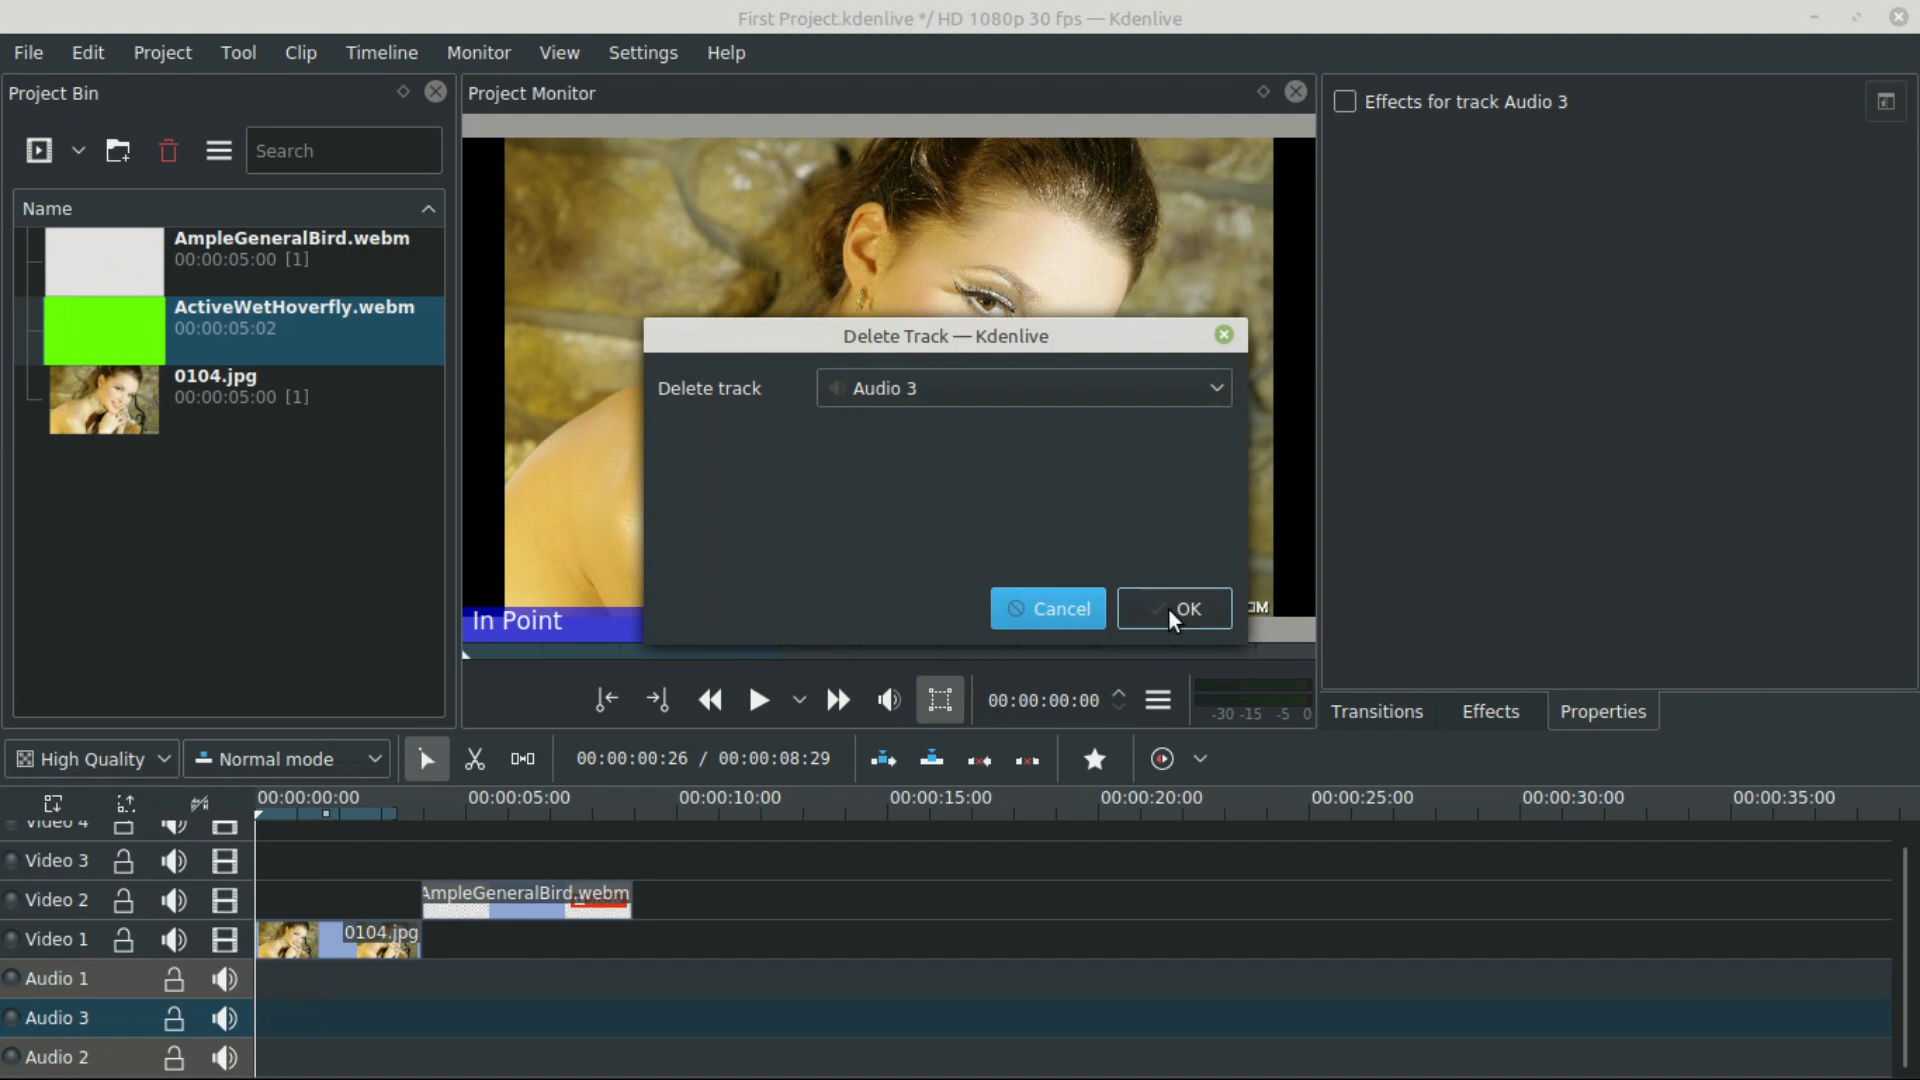 First Project.kdenlive */ HD 1080p 30 fps — Kdenlive
File Edit Project Tool Clip Timeline Monitor View Settings Help
Project Bin
Search
Name
AmpleGeneralBird.webm
00:00:05:00 [1]
ActiveWetHoverfly.webm
00:00:05:02
0104.jpg
00:00:05:00 [1]
Project Monitor
In Point
Delete Track — Kdenlive
Delete track
Audio 3
Cancel
OK
00:00:00:00
-30 -15 -5 0
Effects for track Audio 3
Transitions Effects Properties
High Quality
Normal mode
00:00:00:26 / 00:00:08:29
00:00:00:00 00:00:05:00 00:00:10:00 00:00:15:00 00:00:20:00 00:00:25:00 00:00:30:00 00:00:35:00
Video 4
Video 3
Video 2
AmpleGeneralBird.webm
Video 1
0104.jpg
Audio 1
Audio 3
Audio 2